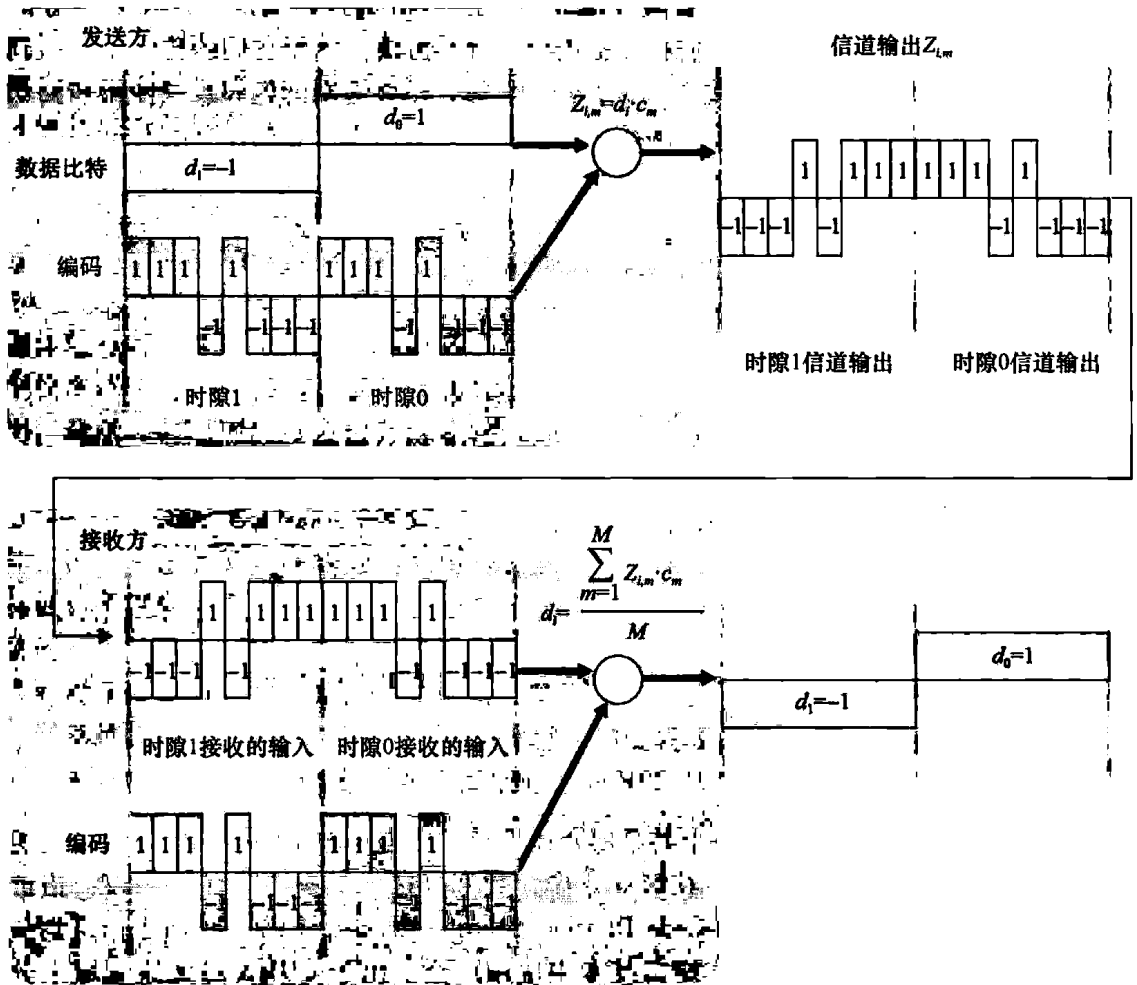 发送方
信道输出Z_{i,m}
d_0=1
Z_{i,m}=d_i·c_m
数据比特
d_1=-1
1 1 1 1 1 1 1 1
-1 -1 -1 -1 -1 -1 -1 -1
编码
1 1 1 1 1 1 1 1
-1 -1 -1 -1 -1 -1 -1 -1
时隙1信道输出 时隙0信道输出
时隙1 时隙0
接收方
1 1 1 1 1 1 1 1
-1 -1 -1 -1 -1 -1 -1 -1
d_i= \frac{\sum_{m=1}^{M} Z_{i,m}·c_m}{M}
d_0=1
d_1=-1
时隙1接收的输入 时隙0接收的输入
编码
1 1 1 1 1 1 1 1
-1 -1 -1 -1 -1 -1 -1 -1